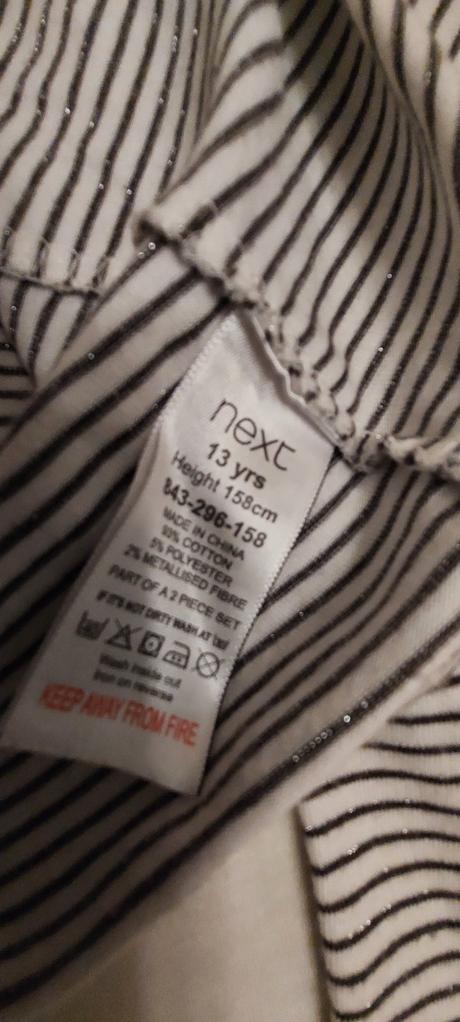 next
13 yrs
Height 158cm
843-296-158
MADE IN CHINA
93% COTTON
5% POLYESTER
2% METALLISED FIBRE
PART OF A 2 PIECE SET
IF IT'S NOT DIRTY WASH AT
Wash inside out
Iron on reverse
KEEP AWAY FROM FIRE